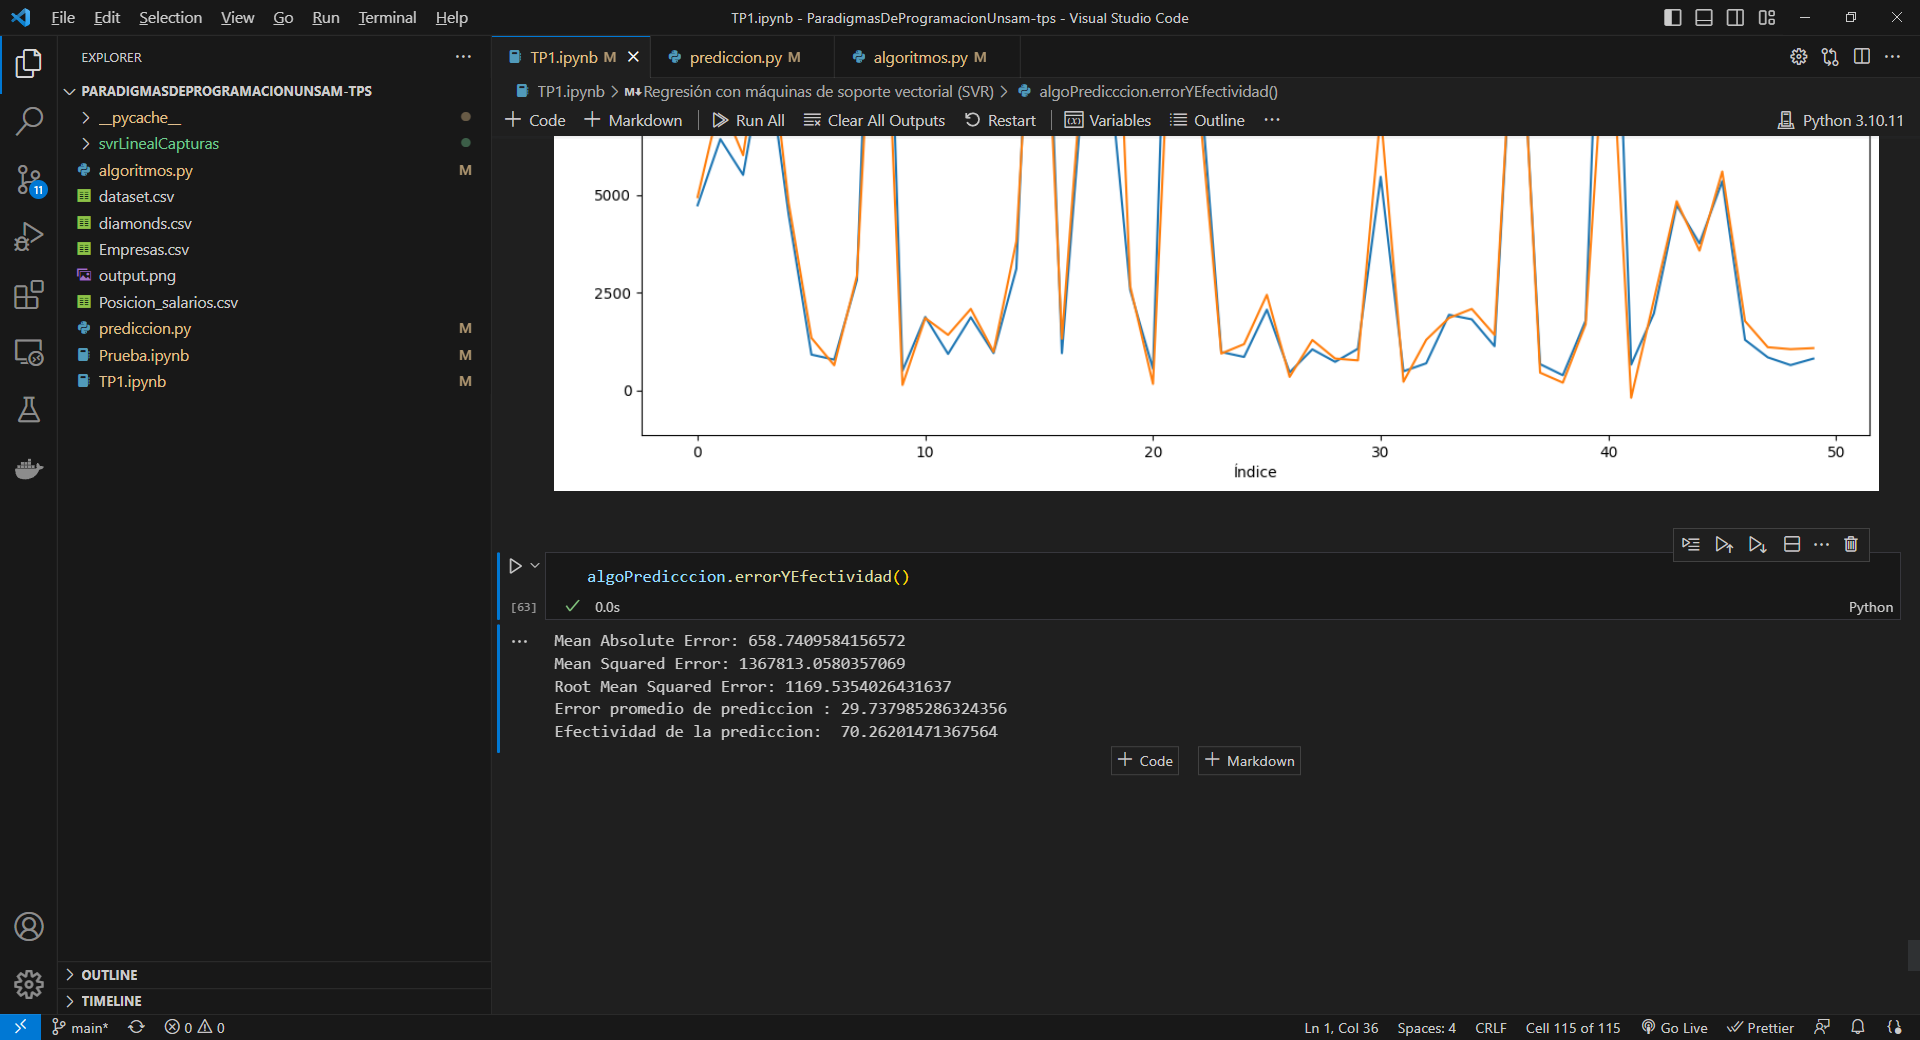 File Edit Selection View Go Run Terminal Help
TP1.ipynb - ParadigmasDeProgramacionUnsam-tps - Visual Studio Code
EXPLORER
PARADIGMASDEPROGRAMACIONUNSAM-TPS
__pycache__
svrLinealCapturas
algoritmos.py M
dataset.csv
diamonds.csv
Empresas.csv
output.png
Posicion_salarios.csv
prediccion.py M
Prueba.ipynb M
TP1.ipynb M
11
OUTLINE
TIMELINE
TP1.ipynb M prediccion.py M algoritmos.py M
TP1.ipynb > M↓Regresión con máquinas de soporte vectorial (SVR) > algoPredicccion.errorYEfectividad()
+ Code + Markdown Run All Clear All Outputs Restart Variables Outline ··· Python 3.10.11
5000
2500
0
0 10 20 30 40 50
Índice
algoPredicccion.errorYEfectividad()
[63] 0.0s Python
Mean Absolute Error: 658.7409584156572
Mean Squared Error: 1367813.0580357069
Root Mean Squared Error: 1169.5354026431637
Error promedio de prediccion : 29.737985286324356
Efectividad de la prediccion:  70.26201471367564
+ Code + Markdown
main* 0 0 Ln 1, Col 36 Spaces: 4 CRLF Cell 115 of 115 Go Live Prettier